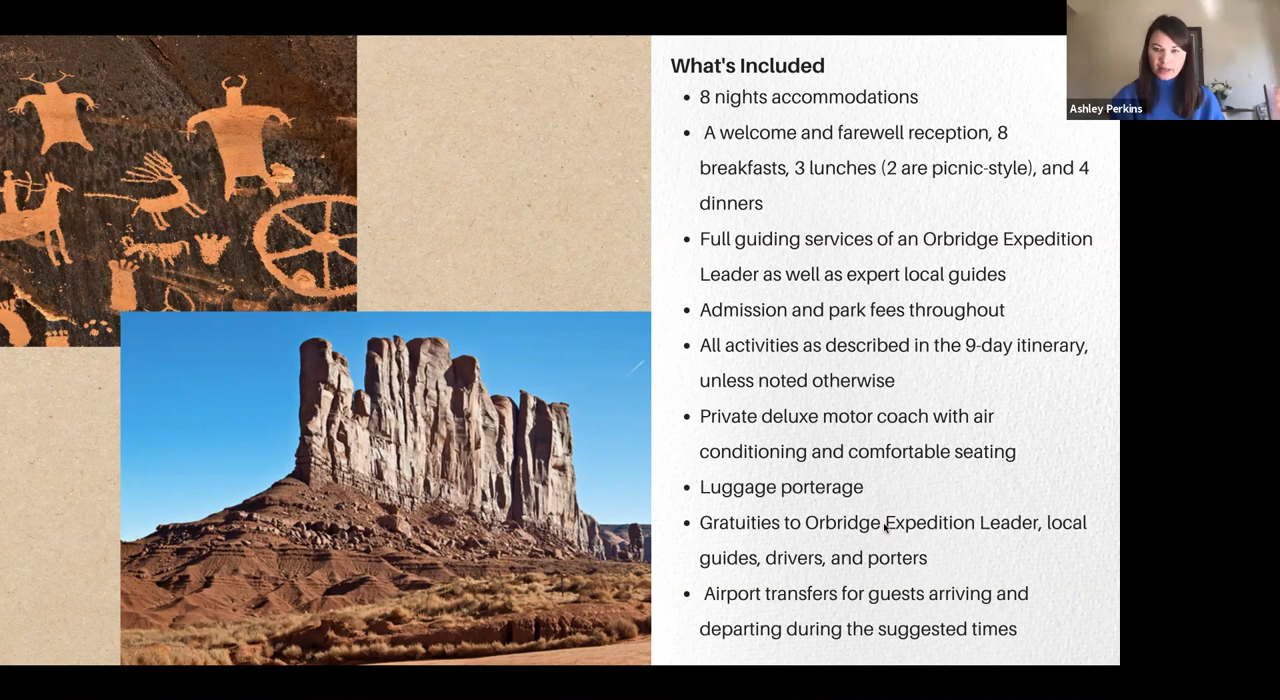 What's Included
Ashley Perkins
• 8 nights accommodations
• A welcome and farewell reception, 8
breakfasts, 3 lunches (2 are picnic-style), and 4
dinners
• Full guiding services of an Orbridge Expedition
Leader as well as expert local guides
• Admission and park fees throughout
• All activities as described in the 9-day itinerary,
unless noted otherwise
• Private deluxe motor coach with air
conditioning and comfortable seating
• Luggage porterage
• Gratuities to Orbridge Expedition Leader, local
guides, drivers, and porters
• Airport transfers for guests arriving and
departing during the suggested times